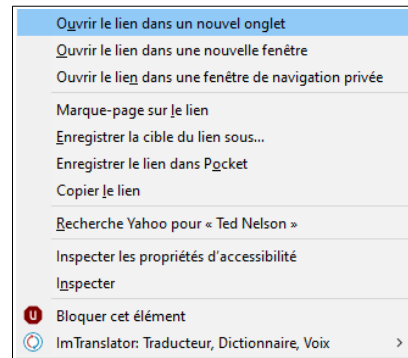 Ouvrir le lien dans un nouvel onglet
Ouvrir le lien dans une nouvelle fenêtre
Ouvrir le lien dans une fenêtre de navigation privée
Marque-page sur le lien
Enregistrer la cible du lien sous...
Enregistrer le lien dans Pocket
Copier le lien
Recherche Yahoo pour « Ted Nelson »
Inspecter les propriétés d'accessibilité
Inspecter
Bloquer cet élément
ImTranslator: Traducteur, Dictionnaire, Voix